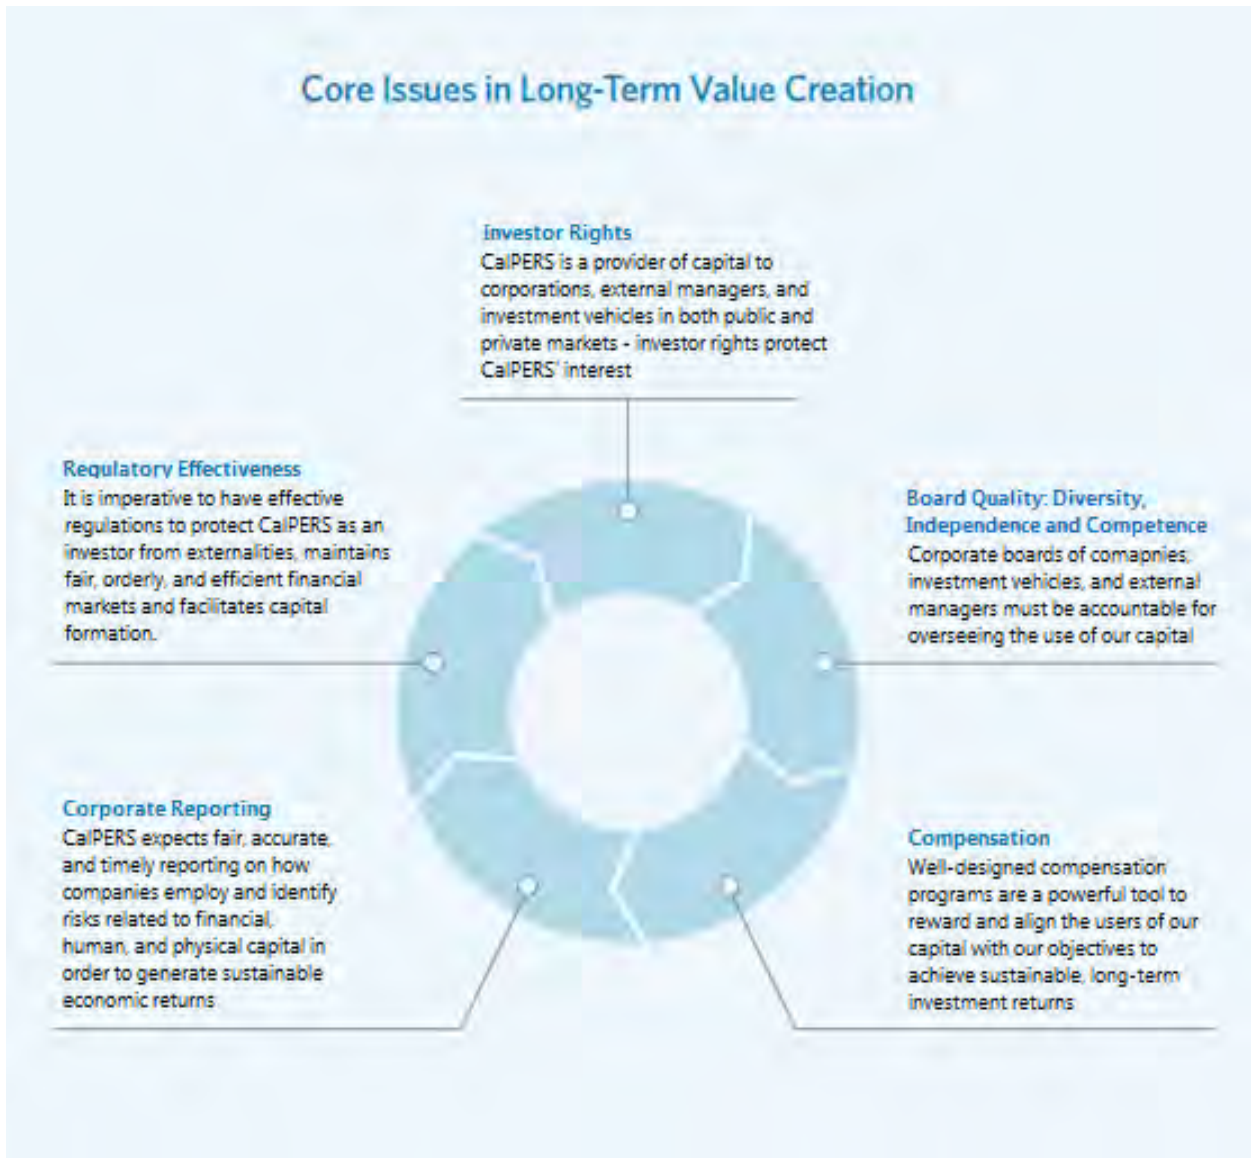 Core Issues in Long-Term Value Creation
Investor Rights
CalPERS is a provider of capital to
corporations, external managers, and
investment vehicles in both public and
private markets - investor rights protect
CalPERS' interest
Regulatory Effectiveness
It is imperative to have effective
regulations to protect CalPERS as an
investor from externalities, maintains
fair, orderly, and efficient financial
markets and facilitates capital
formation.
Board Quality: Diversity,
Independence and Competence
Corporate boards of comapnies,
investment vehicles, and external
managers must be accountable for
overseeing the use of our capital
Corporate Reporting
CalPERS expects fair, accurate,
and timely reporting on how
companies employ and identify
risks related to financial,
human, and physical capital in
order to generate sustainable
economic returns
Compensation
Well-designed compensation
programs are a powerful tool to
reward and align the users of our
capital with our objectives to
achieve sustainable, long-term
investment returns